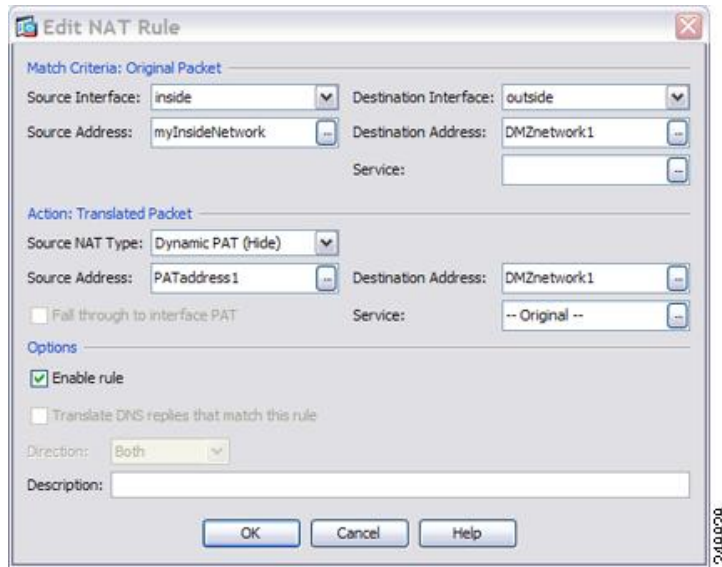 Edit NAT Rule
Match Criteria: Original Packet
Source Interface: inside Destination Interface: outside
Source Address: myInsideNetwork ... Destination Address: DMZnetwork1 ...
Service: ...
Action: Translated Packet
Source NAT Type: Dynamic PAT (Hide)
Source Address: PATaddress1 ... Destination Address: DMZnetwork1 ...
Fall through to interface PAT Service: -- Original -- ...
Options
Enable rule
Translate DNS replies that match this rule
Direction: Both
Description:
OK Cancel Help
248839